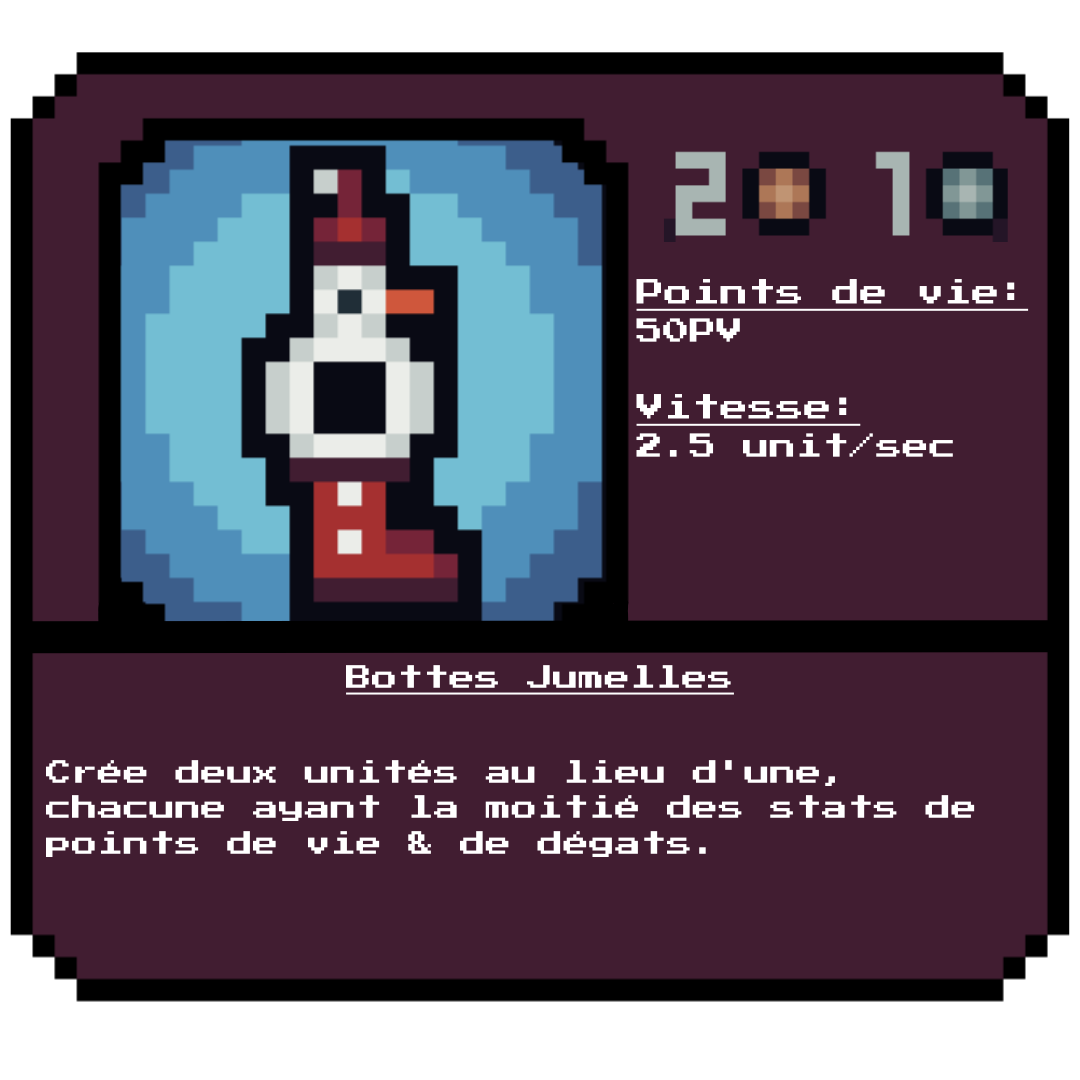 2 1
Points de vie:
50PV
Vitesse:
2.5 unit/sec
Bottes Jumelles
Crée deux unités au lieu d'une,
chacune ayant la moitié des stats de
points de vie & de dégats.